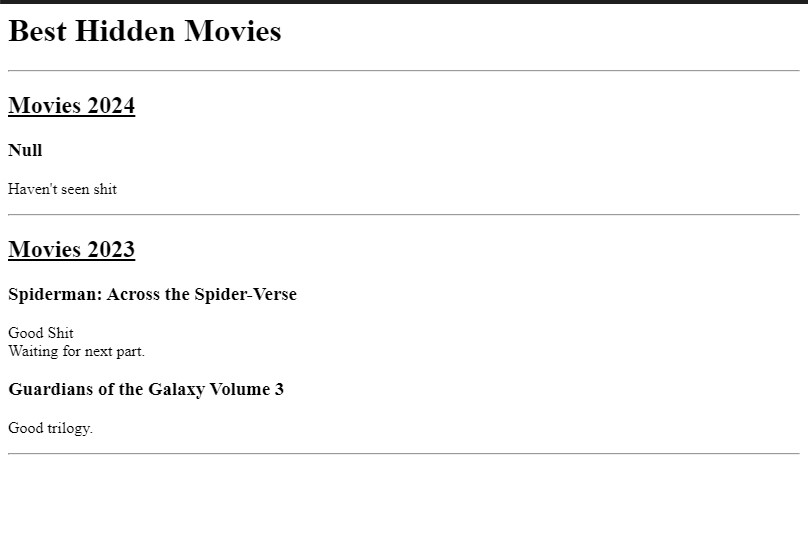 Best Hidden Movies
Movies 2024
Null
Haven't seen shit
Movies 2023
Spiderman: Across the Spider-Verse
Good Shit
Waiting for next part.
Guardians of the Galaxy Volume 3
Good trilogy.